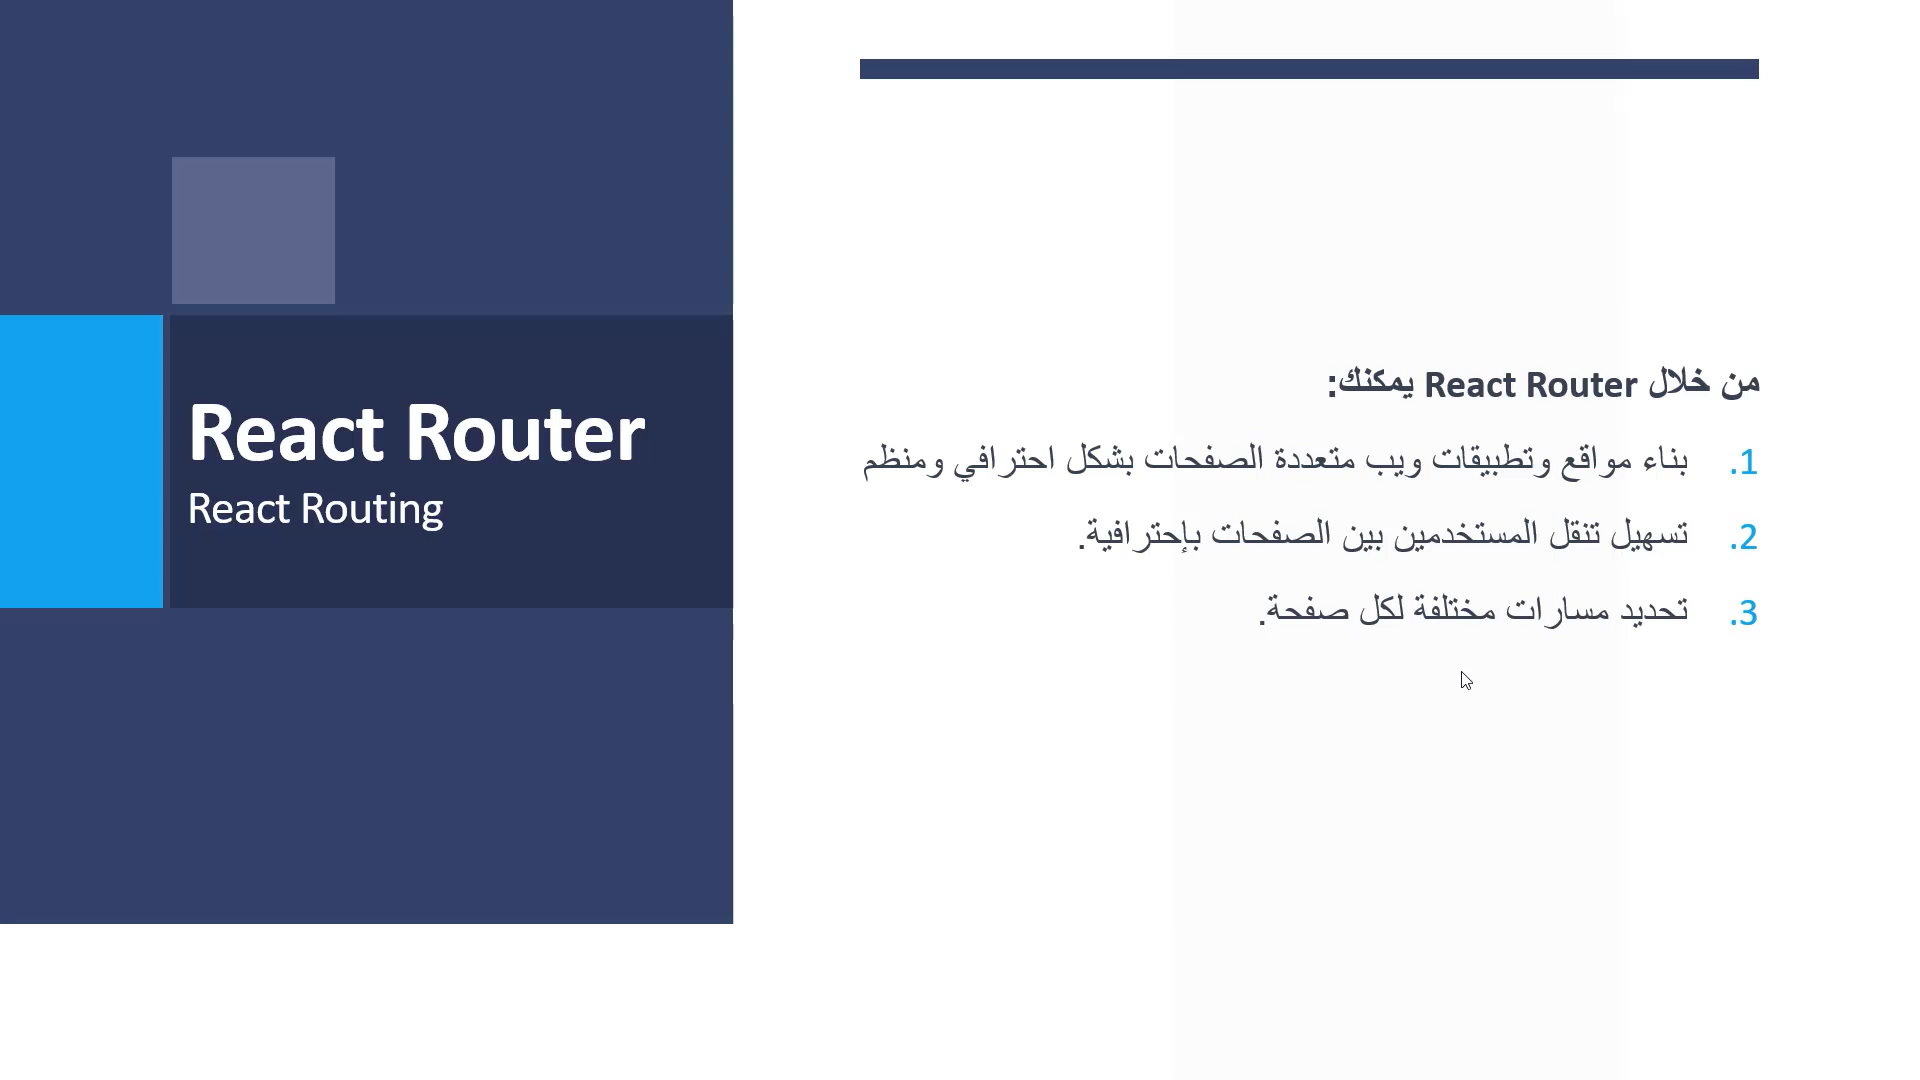 React Router
React Routing
من خلال React Router يمكنك:
1. بناء مواقع وتطبيقات ويب متعددة الصفحات بشكل احترافي ومنظم
2. تسهيل تنقل المستخدمين بين الصفحات بإحترافية.
3. تحديد مسارات مختلفة لكل صفحة.